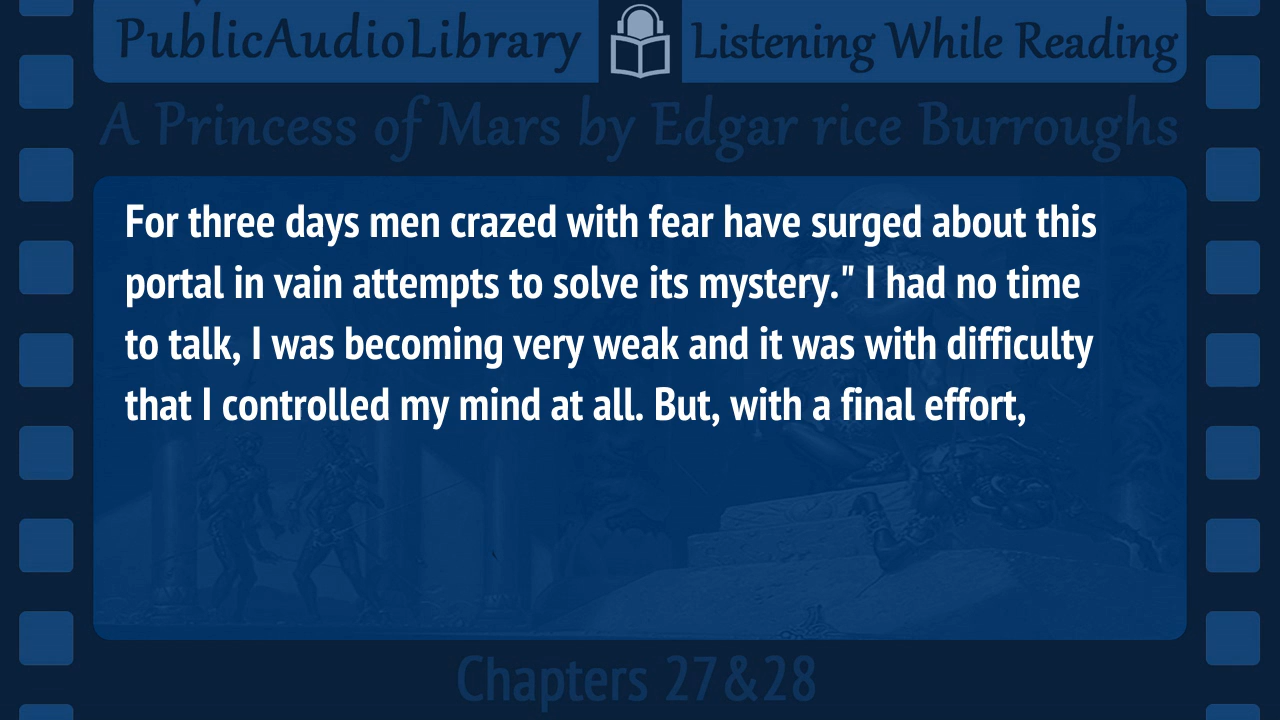 PublicAudioLibrary Listening While Reading
A Princess of Mars by Edgar rice Burroughs
For three days men crazed with fear have surged about this
portal in vain attempts to solve its mystery." I had no time
to talk, I was becoming very weak and it was with difficulty
that I controlled my mind at all. But, with a final effort,
Chapters 27&28